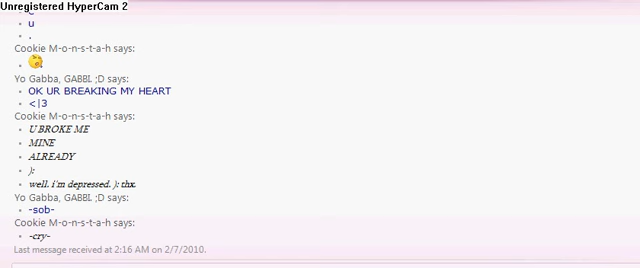 Unregistered HyperCam 2
u
.
Cookie M-o-n-s-t-a-h says:
Yo Gabba, GABBI. ;D says:
OK UR BREAKING MY HEART
<|3
Cookie M-o-n-s-t-a-h says:
U BROKE ME
MINE
ALREADY
):
well. i'm depressed. ): thx.
Yo Gabba, GABBI. ;D says:
-sob-
Cookie M-o-n-s-t-a-h says:
-cry-
Last message received at 2:16 AM on 2/7/2010.